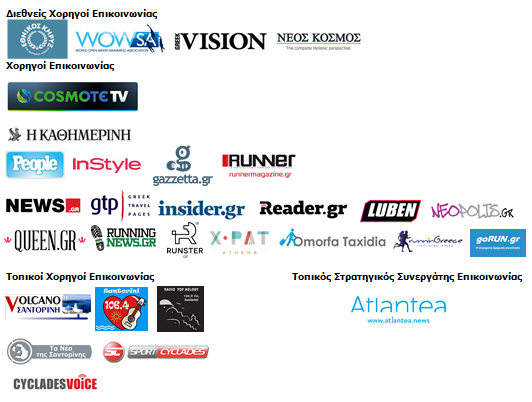 Διεθνείς Χορηγοί Επικοινωνίας
ΕΘΝΙΚΟΣ ΚΗΡΥΞ
WOWSA
WORLD OPEN WATER SWIMMING ASSOCIATION
GREEK VISION
ΝΕΟΣ ΚΟΣΜΟΣ
The complete hellenic perspective.
Χορηγοί Επικοινωνίας
COSMOTE TV
Η ΚΑΘΗΜΕΡΙΝΗ
People
InStyle
gazzetta.gr
RUNNER
runnermagazine.gr
NEWS.GR
gtp GREEK TRAVEL PAGES
insider.gr
Reader.gr
LUBEN
NEOPOLIS.GR
QUEEN.GR
RUNNING NEWS.GR
RUNSTER GR
X-PAT
ATHENS
Omorfa Taxidia
runninGreece
goRUN.gr
Τοπικοί Χορηγοί Επικοινωνίας
Τοπικός Στρατηγικός Συνεργάτης Επικοινωνίας
VOLCANO
ΣΑΝΤΟΡΙΝΗ
Santorini
106.4
RADIO TOP MELODY
Atlantea
www.atlantea.news
Τα Νέα
της Σαντορίνης
SC SPORT CYCLADES
CYCLADES VOiCE